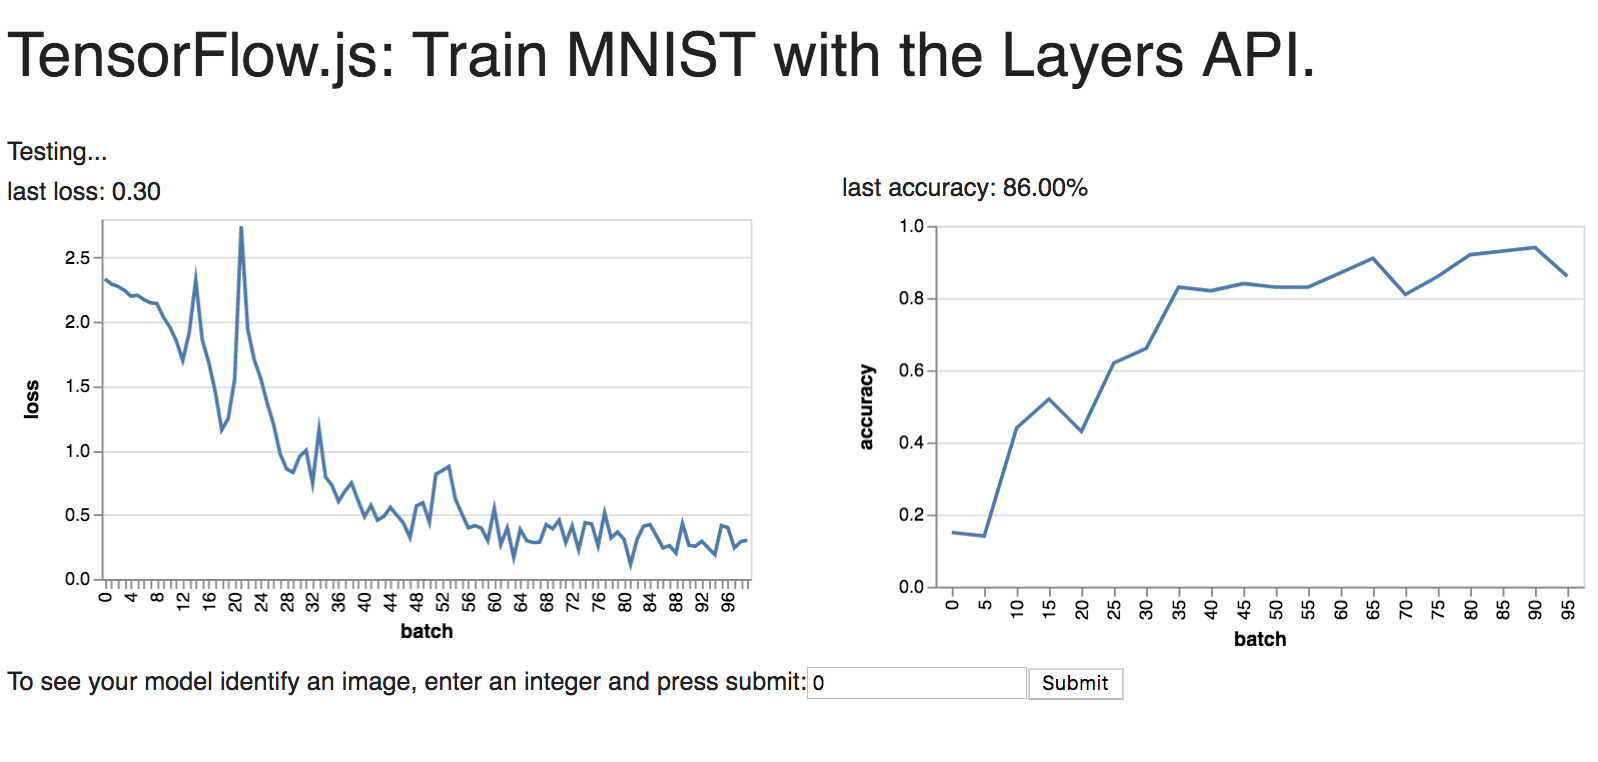 TensorFlow.js: Train MNIST with the Layers API.
Testing...
last loss: 0.30
last accuracy: 86.00%
loss
2.5
2.0
1.5
1.0
0.5
0.0
0 4 8 12 16 20 24 28 32 36 40 44 48 52 56 60 64 68 72 76 80 84 88 92 96
batch
accuracy
1.0
0.8
0.6
0.4
0.2
0.0
0 5 10 15 20 25 30 35 40 45 50 55 60 65 70 75 80 85 90 95
batch
To see your model identify an image, enter an integer and press submit: 0 Submit